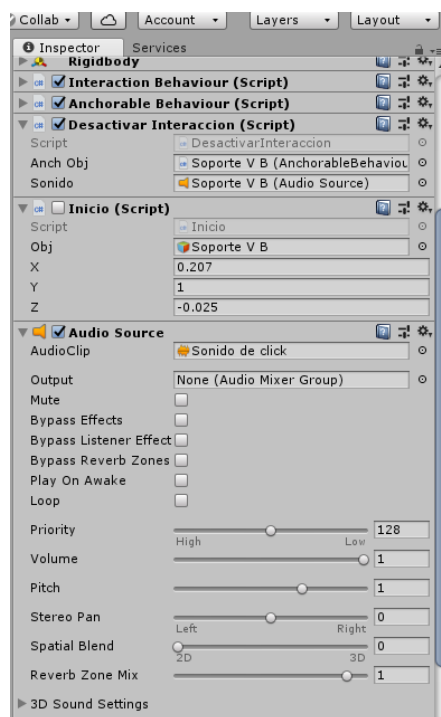 Collab Account Layers Layout
Inspector Services
Rigidbody
Interaction Behaviour (Script)
Anchorable Behaviour (Script)
Desactivar Interaccion (Script)
Script DesactivarInteraccion
Anch Obj Soporte V B (AnchorableBehaviou
Sonido Soporte V B (Audio Source)
Inicio (Script)
Script Inicio
Obj Soporte V B
X 0.207
Y 1
Z -0.025
Audio Source
AudioClip Sonido de click
Output None (Audio Mixer Group)
Mute
Bypass Effects
Bypass Listener Effect
Bypass Reverb Zones
Play On Awake
Loop
Priority 128
High Low
Volume 1
Pitch 1
Stereo Pan 0
Left Right
Spatial Blend 0
2D 3D
Reverb Zone Mix 1
3D Sound Settings